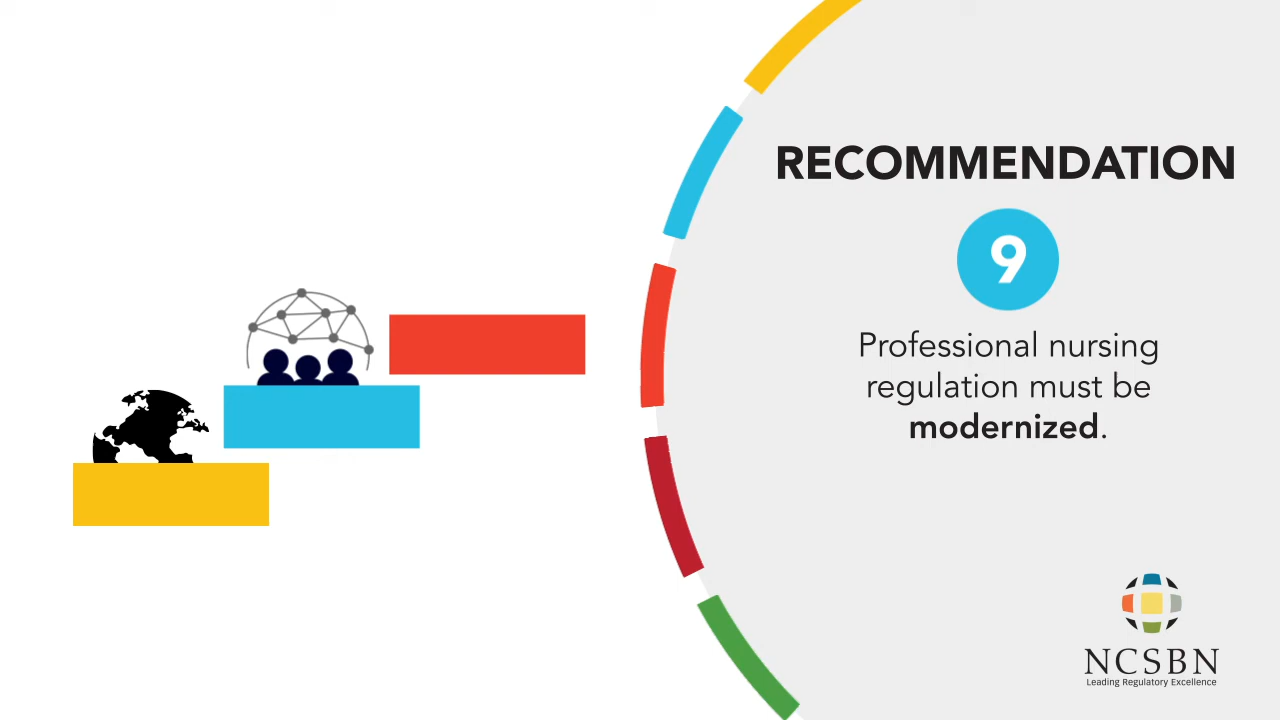 RECOMMENDATION
9
Professional nursing
regulation must be
modernized.
NCSBN
Leading Regulatory Excellence